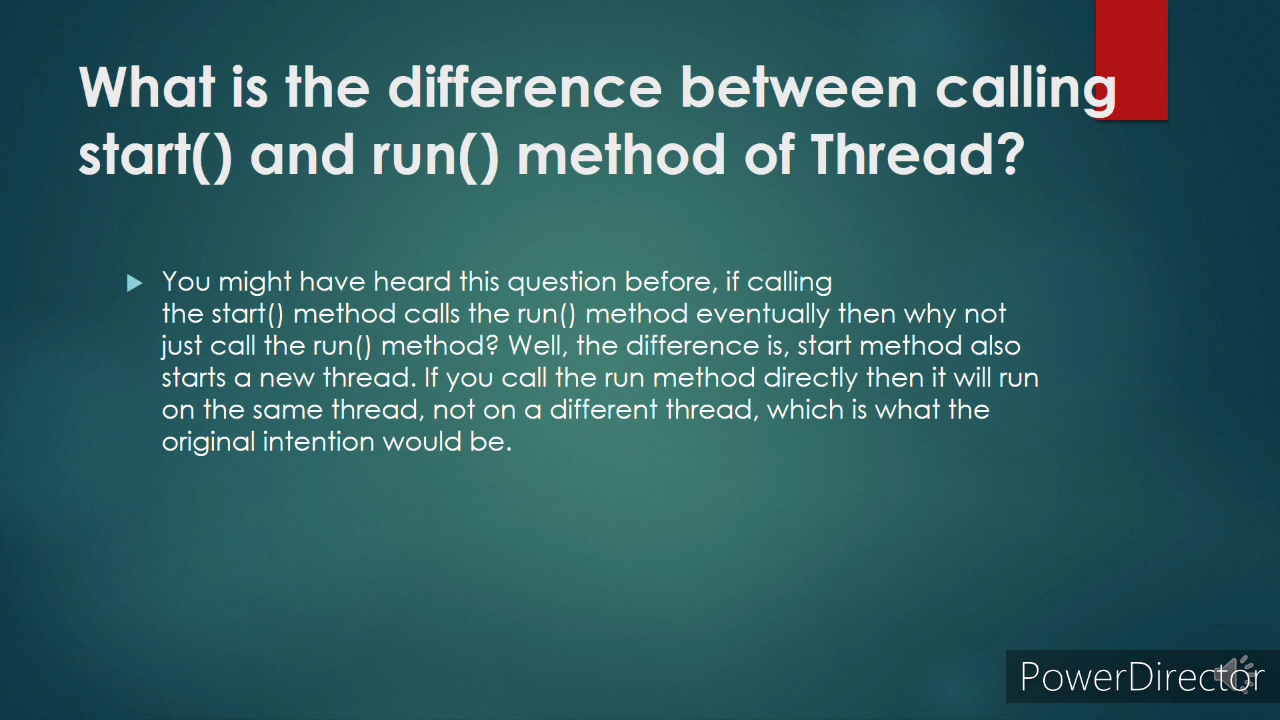 What is the difference between calling
start() and run() method of Thread?
You might have heard this question before, if calling
the start() method calls the run() method eventually then why not
just call the run() method? Well, the difference is, start method also
starts a new thread. If you call the run method directly then it will run
on the same thread, not on a different thread, which is what the
original intention would be.
PowerDirector